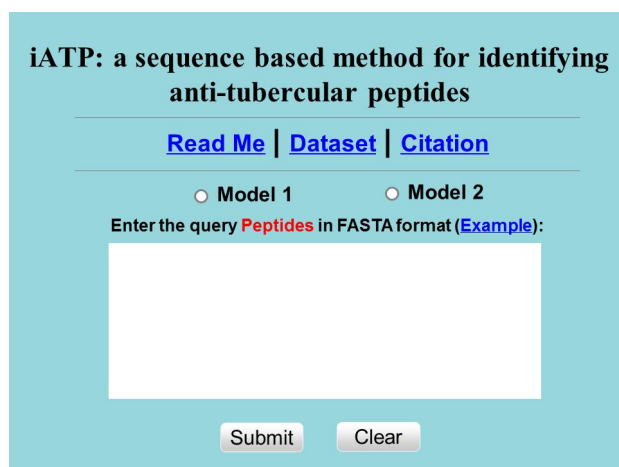 iATP: a sequence based method for identifying
anti-tubercular peptides
Read Me | Dataset | Citation
Model 1 Model 2
Enter the query Peptides in FASTA format (Example):
Submit Clear